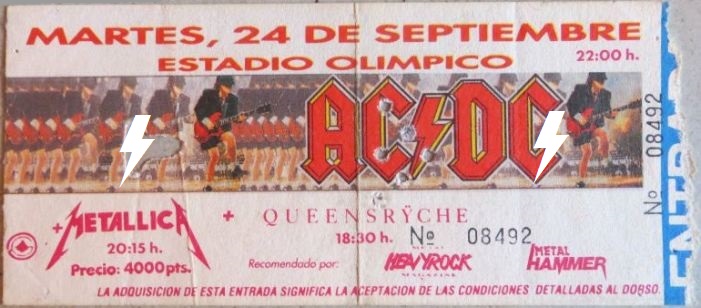 MARTES, 24 DE SEPTIEMBRE
ESTADIO OLIMPICO
22:00 h.
AC/DC
+ METALLICA + QUEENSRŸCHE
20:15 h.
18:30 h. Nº 08492
Precio: 4000 pts.
Recomendado por: HEAVYROCK MAGAZINE METAL HAMMER
LA ADQUISICION DE ESTA ENTRADA SIGNIFICA LA ACEPTACION DE LAS CONDICIONES DETALLADAS AL DORSO.
Nº 08492